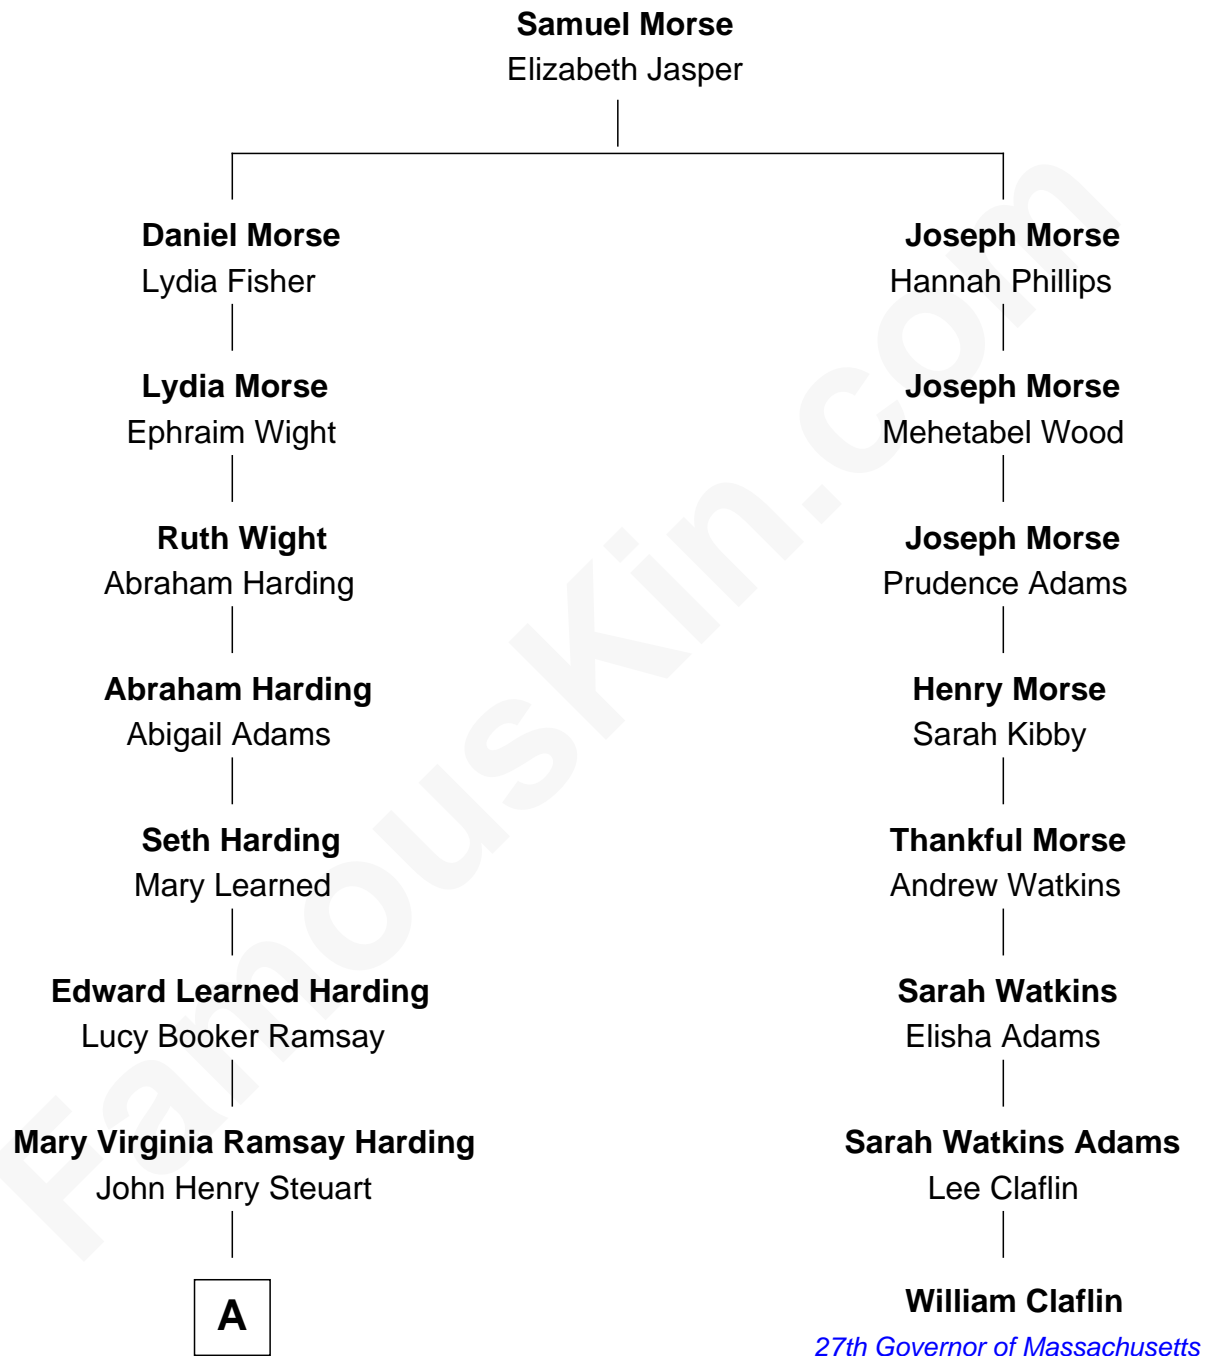 Samuel Morse
Elizabeth Jasper
Daniel Morse
Lydia Fisher
Lydia Morse
Ephraim Wight
Ruth Wight
Abraham Harding
Abraham Harding
Abigail Adams
Seth Harding
Mary Learned
Edward Learned Harding
Lucy Booker Ramsay
Mary Virginia Ramsay Harding
John Henry Steuart
A
Joseph Morse
Hannah Phillips
Joseph Morse
Mehetabel Wood
Joseph Morse
Prudence Adams
Henry Morse
Sarah Kibby
Thankful Morse
Andrew Watkins
Sarah Watkins
Elisha Adams
Sarah Watkins Adams
Lee Claflin
William Claflin
27th Governor of Massachusetts
FamousKin.com